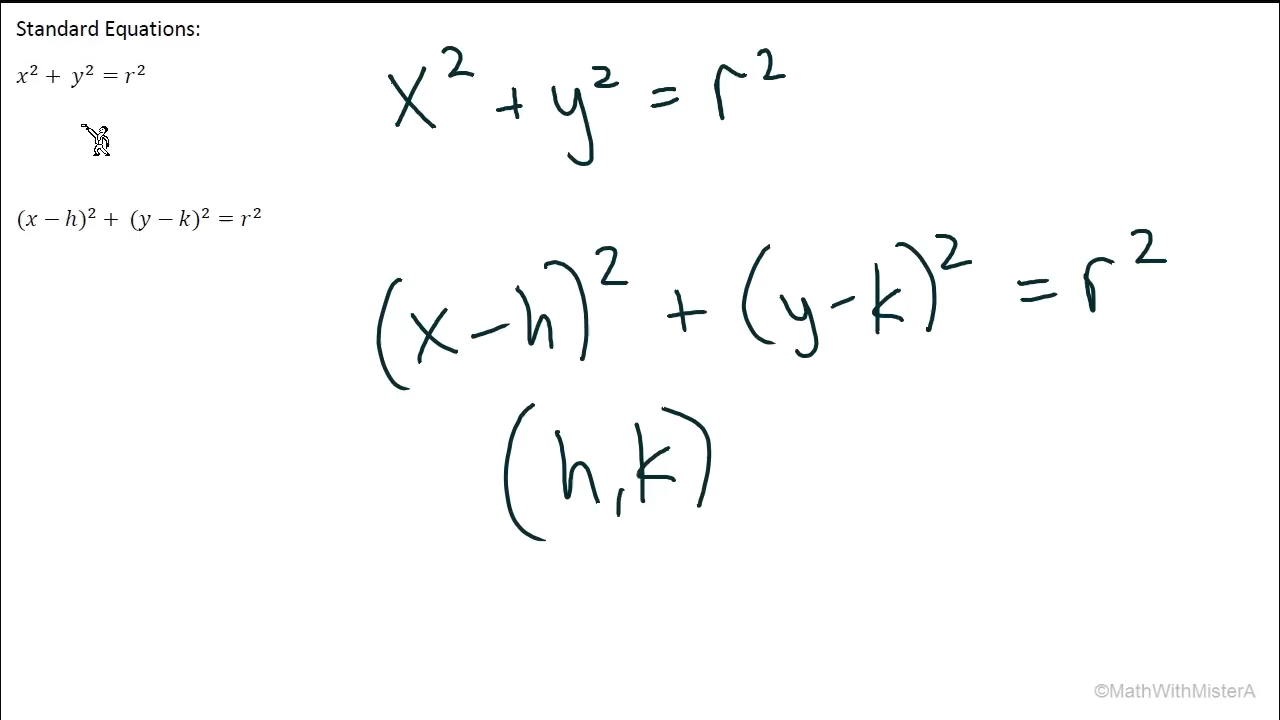 Standard Equations:
x² + y² = r²
x² + y² = r²
(x − h)² + (y − k)² = r²
(x − h)² + (y − k)² = r²
(h, k)
©MathWithMisterA